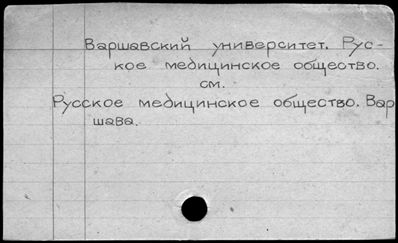 Варшавский университет. Рус-
кое медицинское общество.
см.
Русское медицинское общество. Вар
шава.